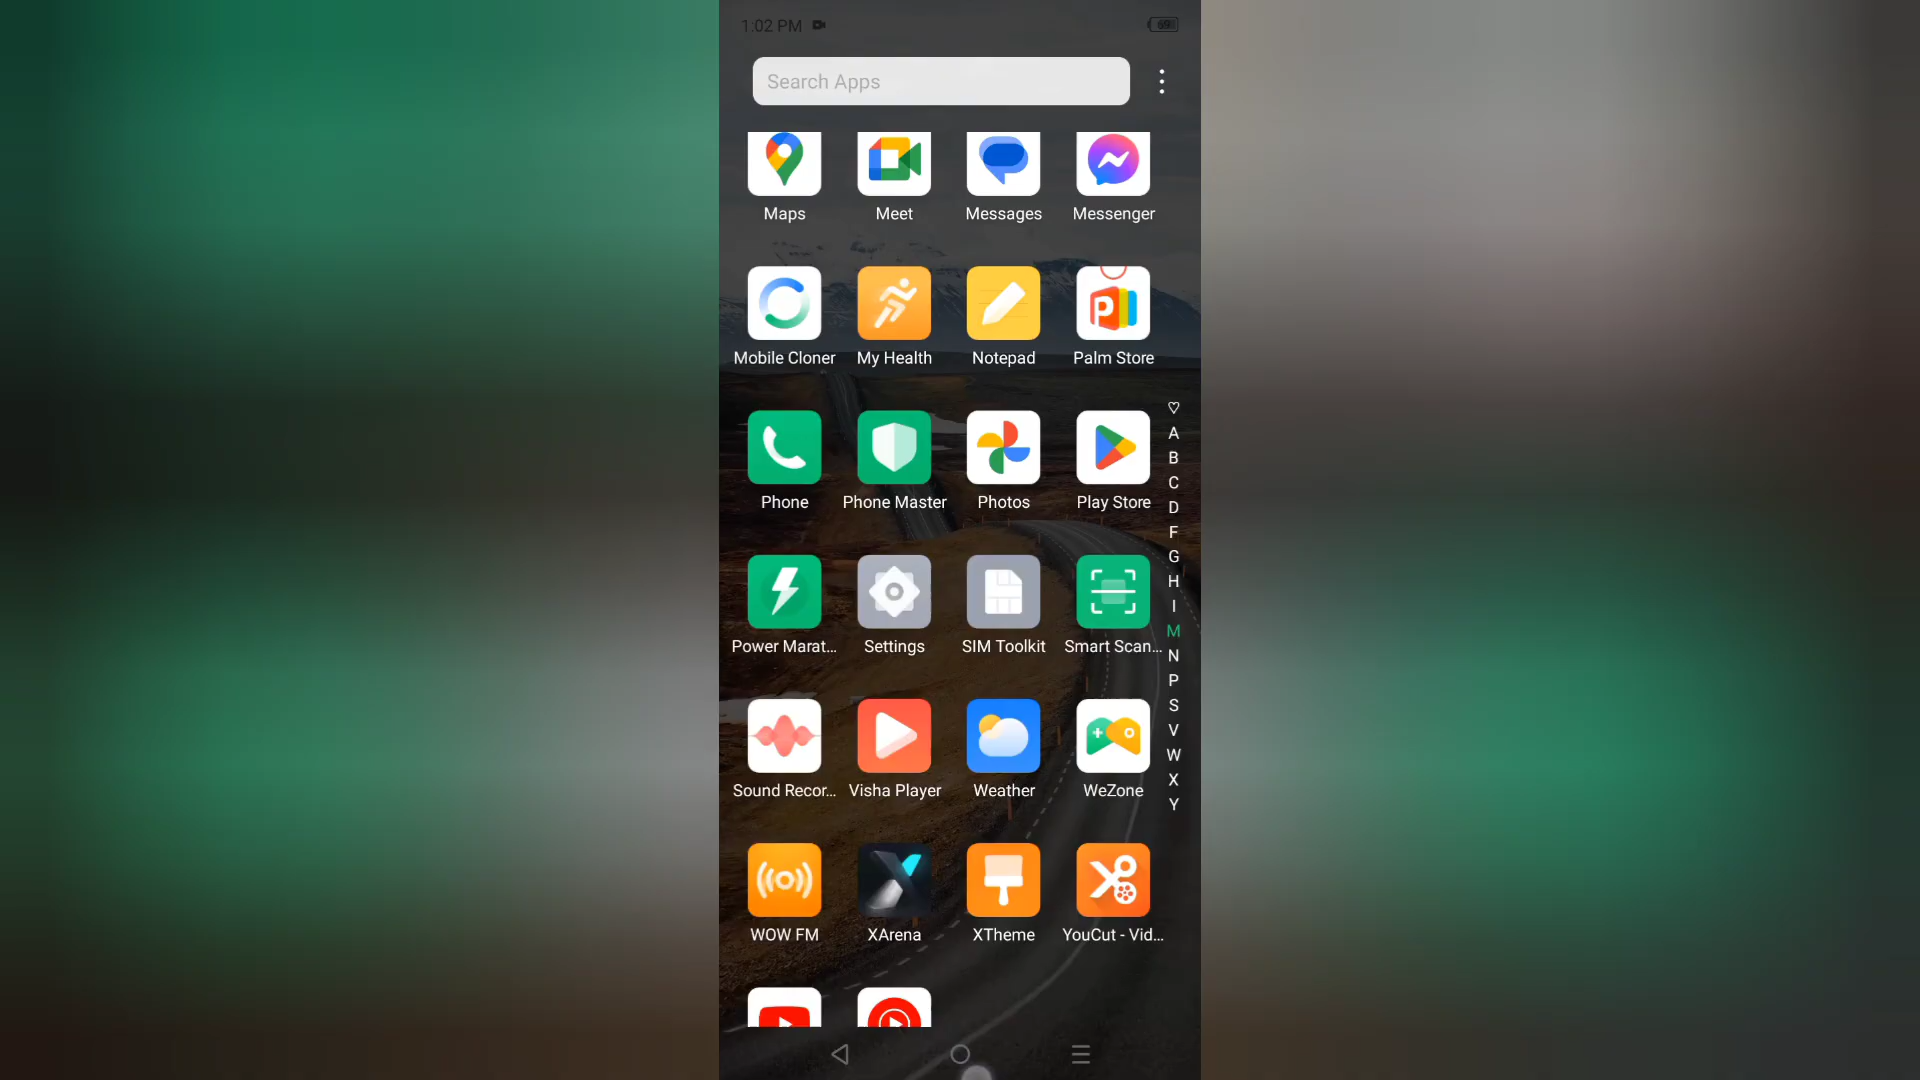 1:02 PM
69
Search Apps
Maps Meet Messages Messenger
Mobile Cloner My Health Notepad Palm Store
Phone Phone Master Photos Play Store
Power Marat... Settings SIM Toolkit Smart Scan...
Sound Recor... Visha Player Weather WeZone
WOW FM XArena XTheme YouCut - Vid...
A
B
C
D
F
G
H
I
M
N
P
S
V
W
X
Y